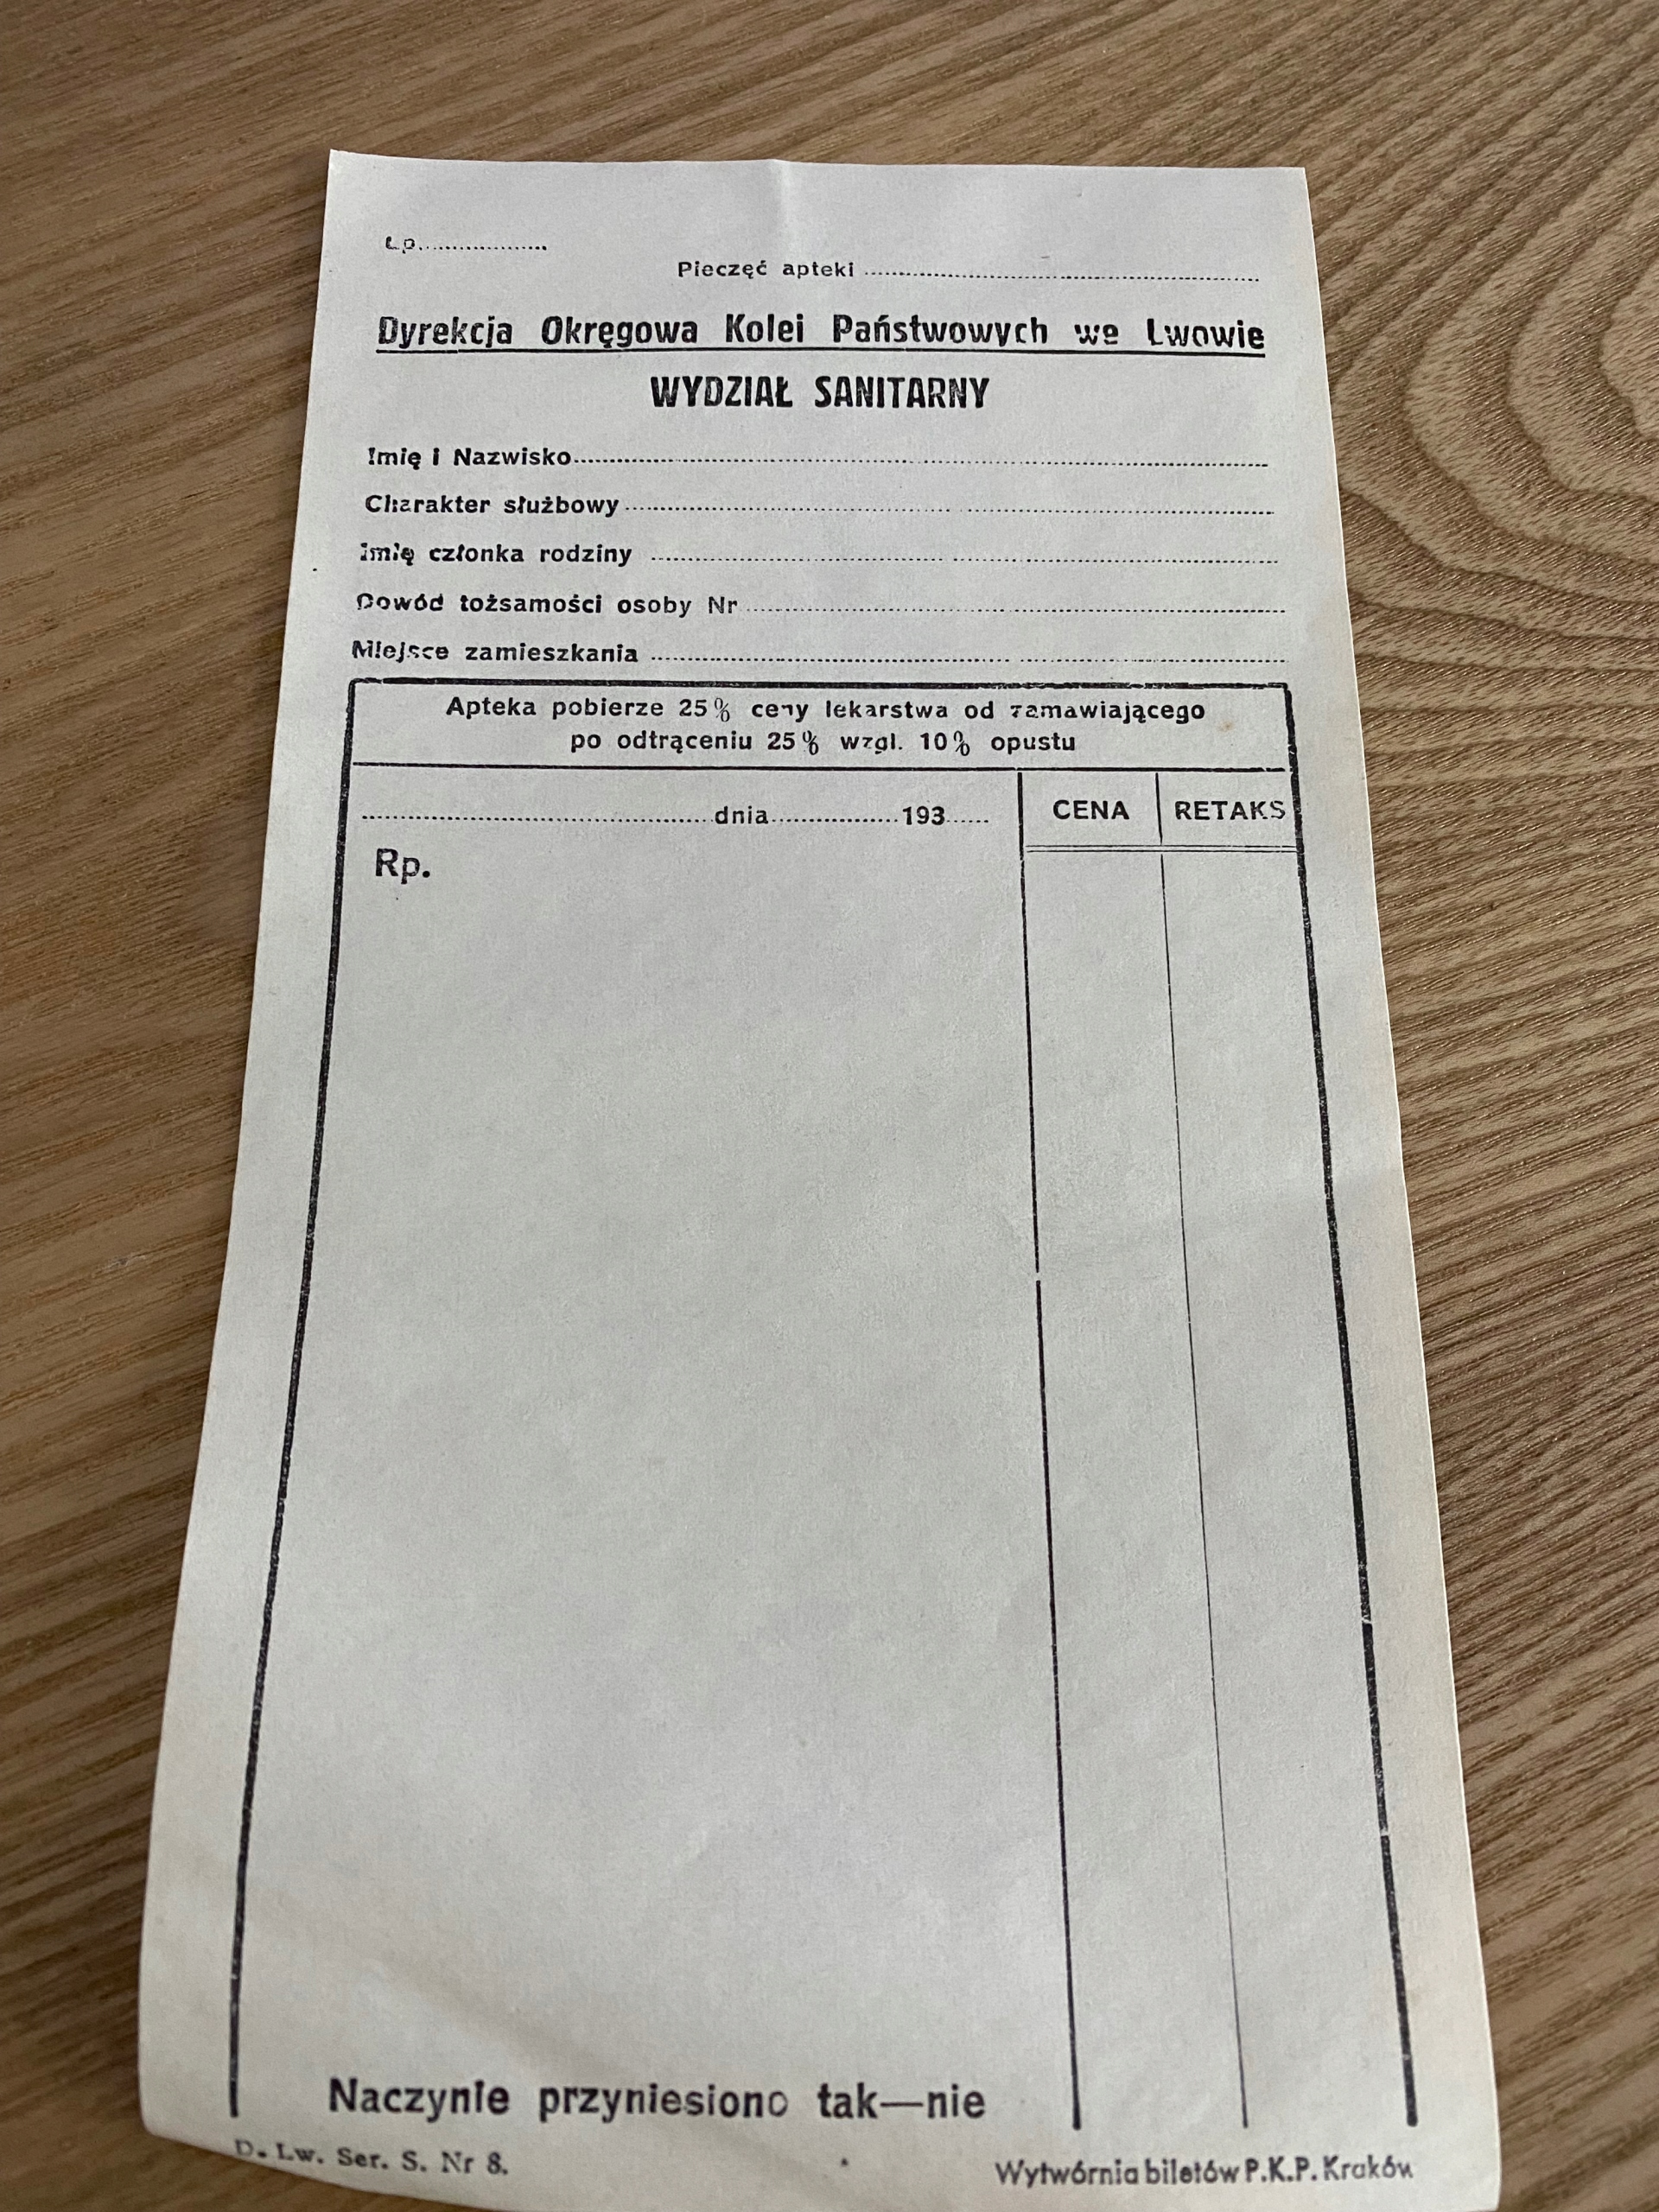 Lp....................
Pieczęć apteki ............................................................
Dyrekcja Okręgowa Kolei Państwowych we Lwowie
WYDZIAŁ SANITARNY
Imię i Nazwisko............................................................
Charakter służbowy............................................................
Imię członka rodziny ............................................................
Dowód tożsamości osoby Nr............................................................
Miejsce zamieszkania ............................................................
Apteka pobierze 25% ceny lekarstwa od zamawiającego
po odtrąceniu 25% wzgl. 10% opustu
............................................dnia................193...... CENA RETAKS
Rp.
Naczynie przyniesiono tak—nie
D. Lw. Ser. S. Nr 8. Wytwórnia biletów P.K.P. Kraków